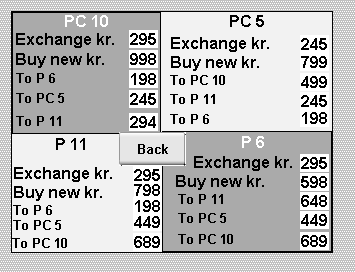 PC 10
Exchange kr. 295
Buy new kr. 998
To P 6 198
To PC 5 245
To P 11 294
PC 5
Exchange kr. 245
Buy new kr. 799
To PC 10 499
To P 11 245
To P 6 198
P 11
Exchange kr. 295
Buy new kr. 798
To P 6 198
To PC 5 449
To PC 10 689
Back
P 6
Exchange kr. 295
Buy new kr. 598
To P 11 648
To PC 5 449
To PC 10 689